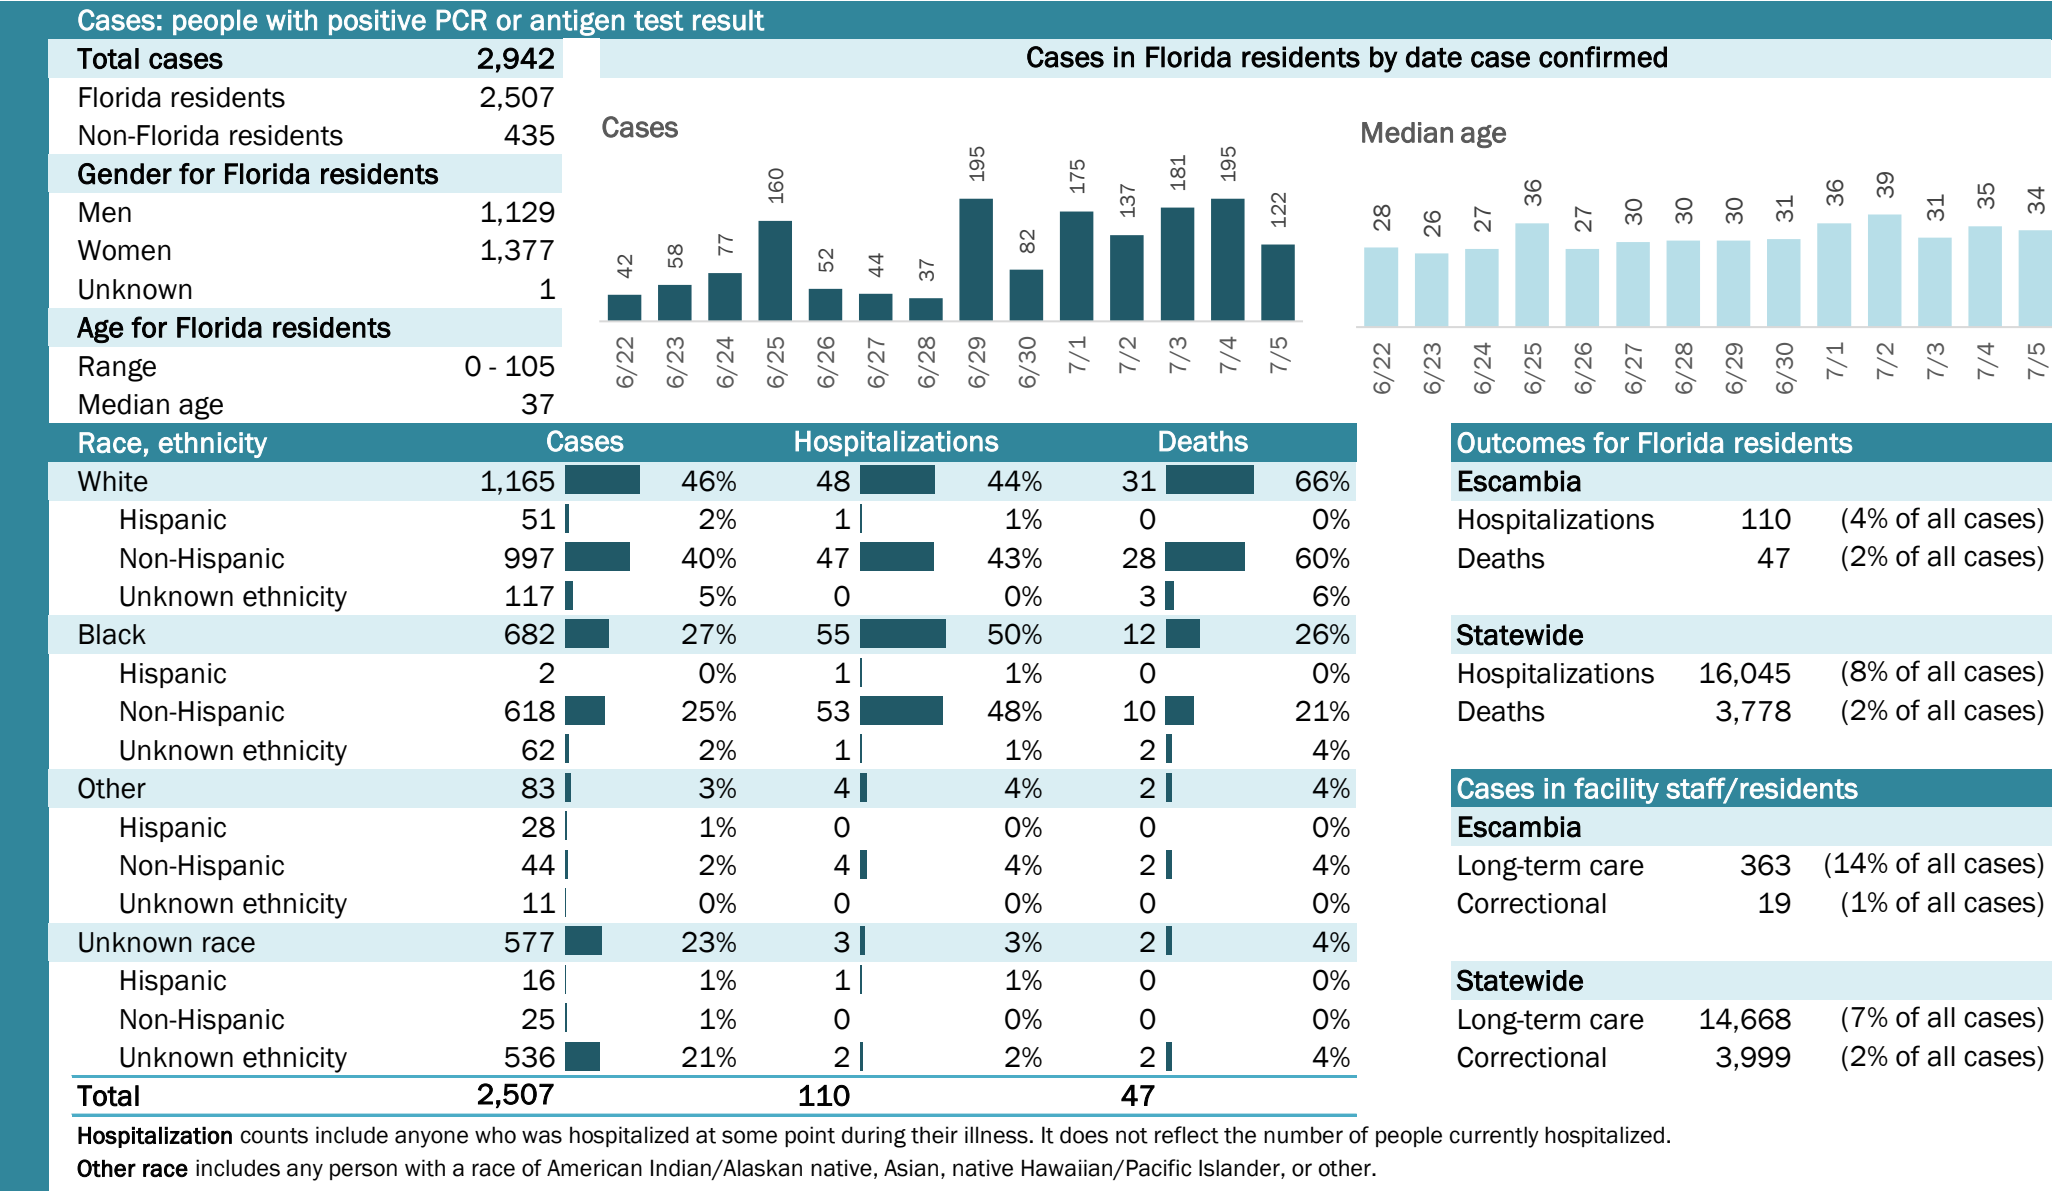 Cases: people with positive PCR or antigen test result
Total cases 2,942
Florida residents 2,507
Non-Florida residents 435
Gender for Florida residents
Men 1,129
Women 1,377
Unknown 1
Age for Florida residents
Range 0 - 105
Median age 37
Cases in Florida residents by date case confirmed
Cases
42 58 77 160 52 44 37 195 82 175 137 181 195 122
6/22 6/23 6/24 6/25 6/26 6/27 6/28 6/29 6/30 7/1 7/2 7/3 7/4 7/5
Median age
28 26 27 36 27 30 30 30 31 36 39 31 35 34
6/22 6/23 6/24 6/25 6/26 6/27 6/28 6/29 6/30 7/1 7/2 7/3 7/4 7/5
Race, ethnicity Cases Hospitalizations Deaths
White 1,165 46% 48 44% 31 66%
Hispanic 51 2% 1 1% 0 0%
Non-Hispanic 997 40% 47 43% 28 60%
Unknown ethnicity 117 5% 0 0% 3 6%
Black 682 27% 55 50% 12 26%
Hispanic 2 0% 1 1% 0 0%
Non-Hispanic 618 25% 53 48% 10 21%
Unknown ethnicity 62 2% 1 1% 2 4%
Other 83 3% 4 4% 2 4%
Hispanic 28 1% 0 0% 0 0%
Non-Hispanic 44 2% 4 4% 2 4%
Unknown ethnicity 11 0% 0 0% 0 0%
Unknown race 577 23% 3 3% 2 4%
Hispanic 16 1% 1 1% 0 0%
Non-Hispanic 25 1% 0 0% 0 0%
Unknown ethnicity 536 21% 2 2% 2 4%
Total 2,507 110 47
Outcomes for Florida residents
Escambia
Hospitalizations 110 (4% of all cases)
Deaths 47 (2% of all cases)
Statewide
Hospitalizations 16,045 (8% of all cases)
Deaths 3,778 (2% of all cases)
Cases in facility staff/residents
Escambia
Long-term care 363 (14% of all cases)
Correctional 19 (1% of all cases)
Statewide
Long-term care 14,668 (7% of all cases)
Correctional 3,999 (2% of all cases)
Hospitalization counts include anyone who was hospitalized at some point during their illness. It does not reflect the number of people currently hospitalized.
Other race includes any person with a race of American Indian/Alaskan native, Asian, native Hawaiian/Pacific Islander, or other.